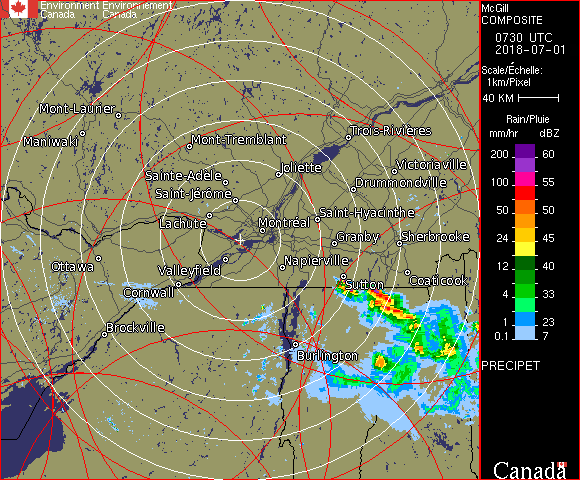 Environment Environnement
Canada Canada
McGill
COMPOSITE
0730 UTC
2018-07-01
Scale/Échelle:
1km/Pixel
40 KM
Rain/Pluie
mm/hr dBZ
200 60
100 55
50 50
24 45
12 40
4 33
1 23
0.1 7
PRECIPET
Canada
Mont-Laurier
Maniwaki
Mont-Tremblant
Trois-Rivières
Joliette
Victoriaville
Sainte-Adèle
Drummondville
Saint-Jérôme
Saint-Hyacinthe
Lachute
Montréal
Granby
Sherbrooke
Ottawa
Valleyfield
Napierville
Coaticook
Sutton
Cornwall
Brockville
Burlington